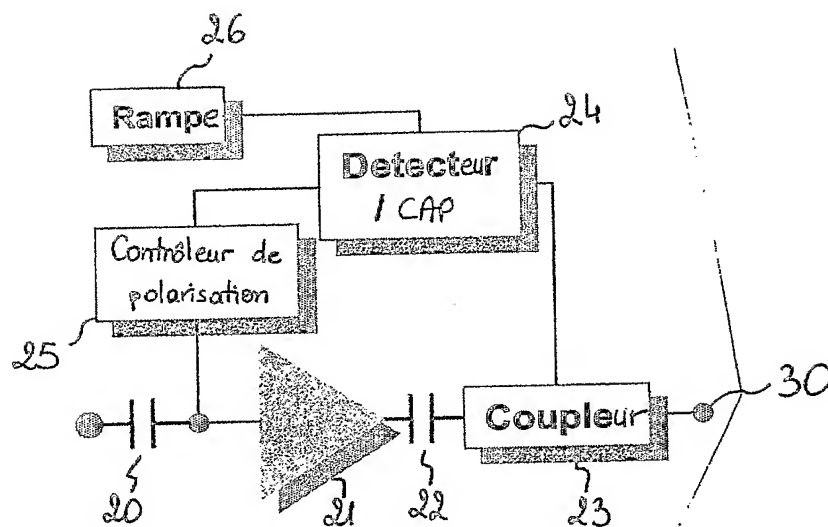 26
Rampe
24
Detecteur
/ CAP
Contrôleur de
polarisation
25
30
Coupleur
20
21
22
23